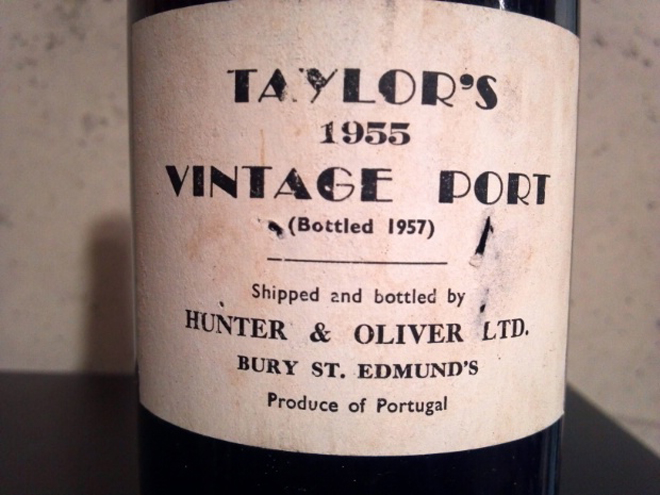 TAYLOR'S
1955
VINTAGE PORT
(Bottled 1957)
Shipped and bottled by
HUNTER & OLIVER LTD.
BURY ST. EDMUND'S
Produce of Portugal